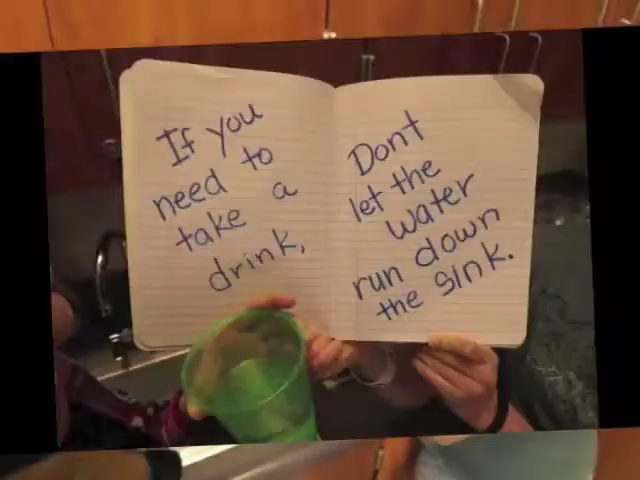 If you
need to
take a
drink,
Dont
let the
water
run down
the sink.